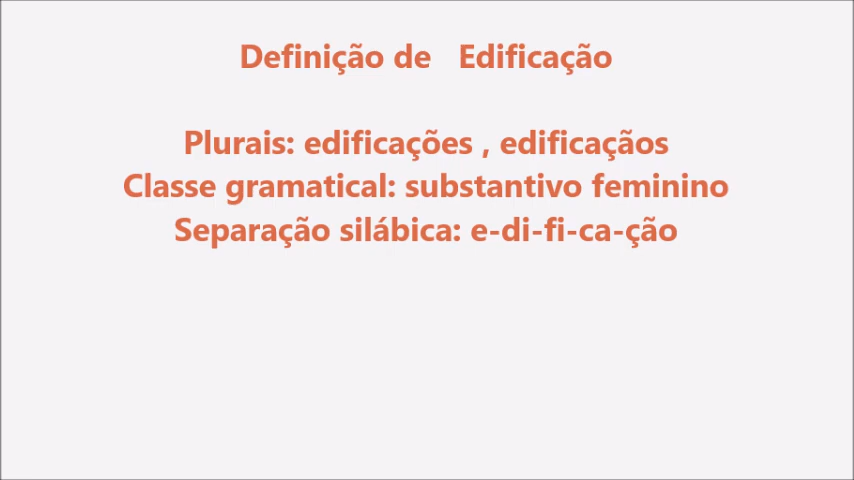 Definição de Edificação
Plurais: edificações , edificaçãos
Classe gramatical: substantivo feminino
Separação silábica: e-di-fi-ca-ção